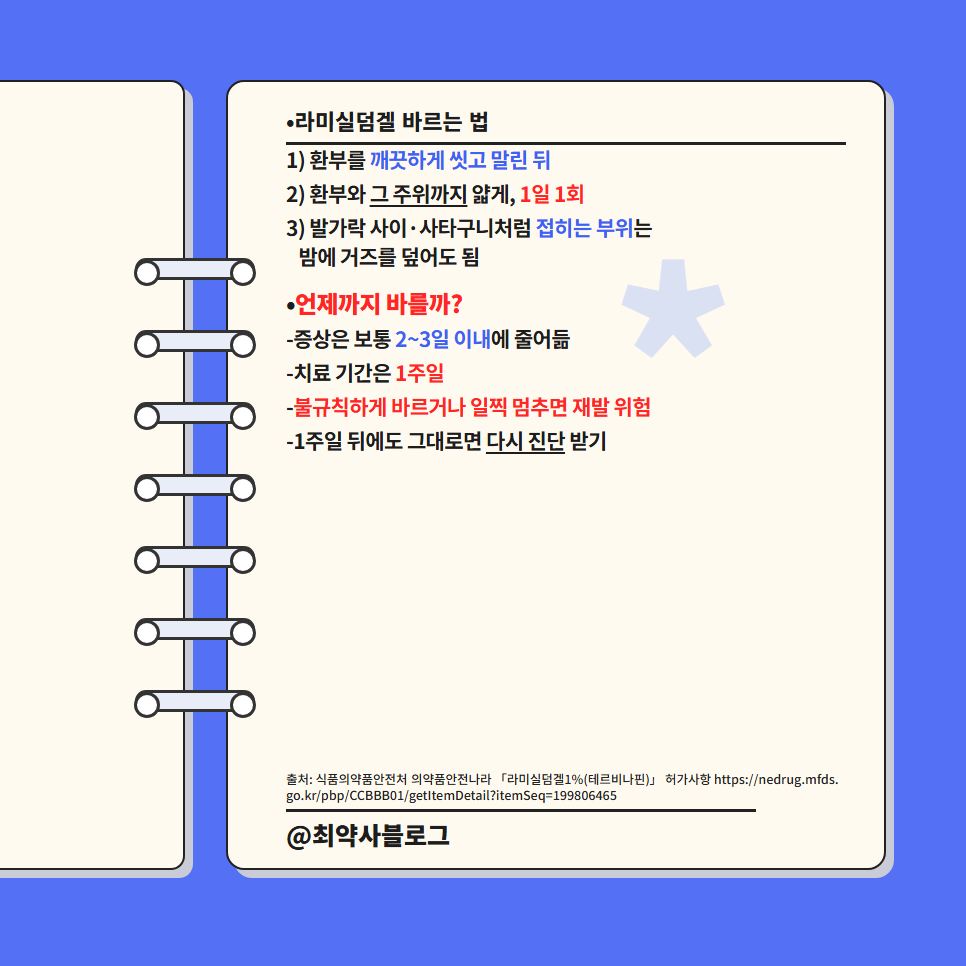 •라미실덤겔 바르는 법
1) 환부를 깨끗하게 씻고 말린 뒤
2) 환부와 그 주위까지 얇게, 1일 1회
3) 발가락 사이·사타구니처럼 접히는 부위는
밤에 거즈를 덮어도 됨
•언제까지 바를까?
-증상은 보통 2~3일 이내에 줄어듦
-치료 기간은 1주일
-불규칙하게 바르거나 일찍 멈추면 재발 위험
-1주일 뒤에도 그대로면 다시 진단 받기
출처: 식품의약품안전처 의약품안전나라 「라미실덤겔1%(테르비나핀)」 허가사항 https://nedrug.mfds.
go.kr/pbp/CCBBB01/getItemDetail?itemSeq=199806465
@최약사블로그